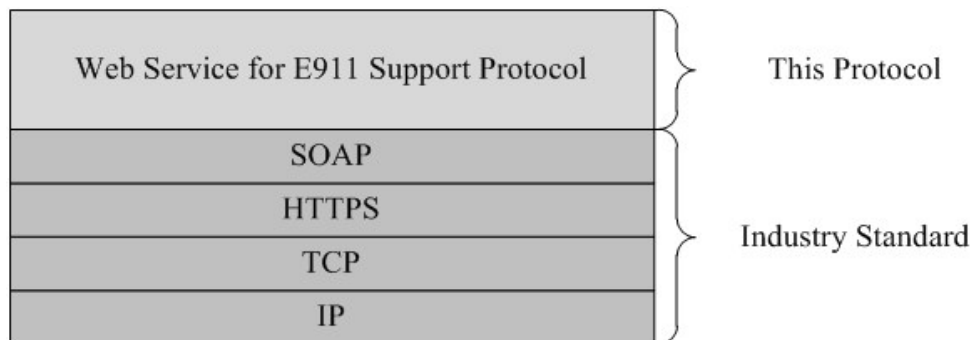 Web Service for E911 Support Protocol
This Protocol
SOAP
HTTPS
TCP
IP
Industry Standard